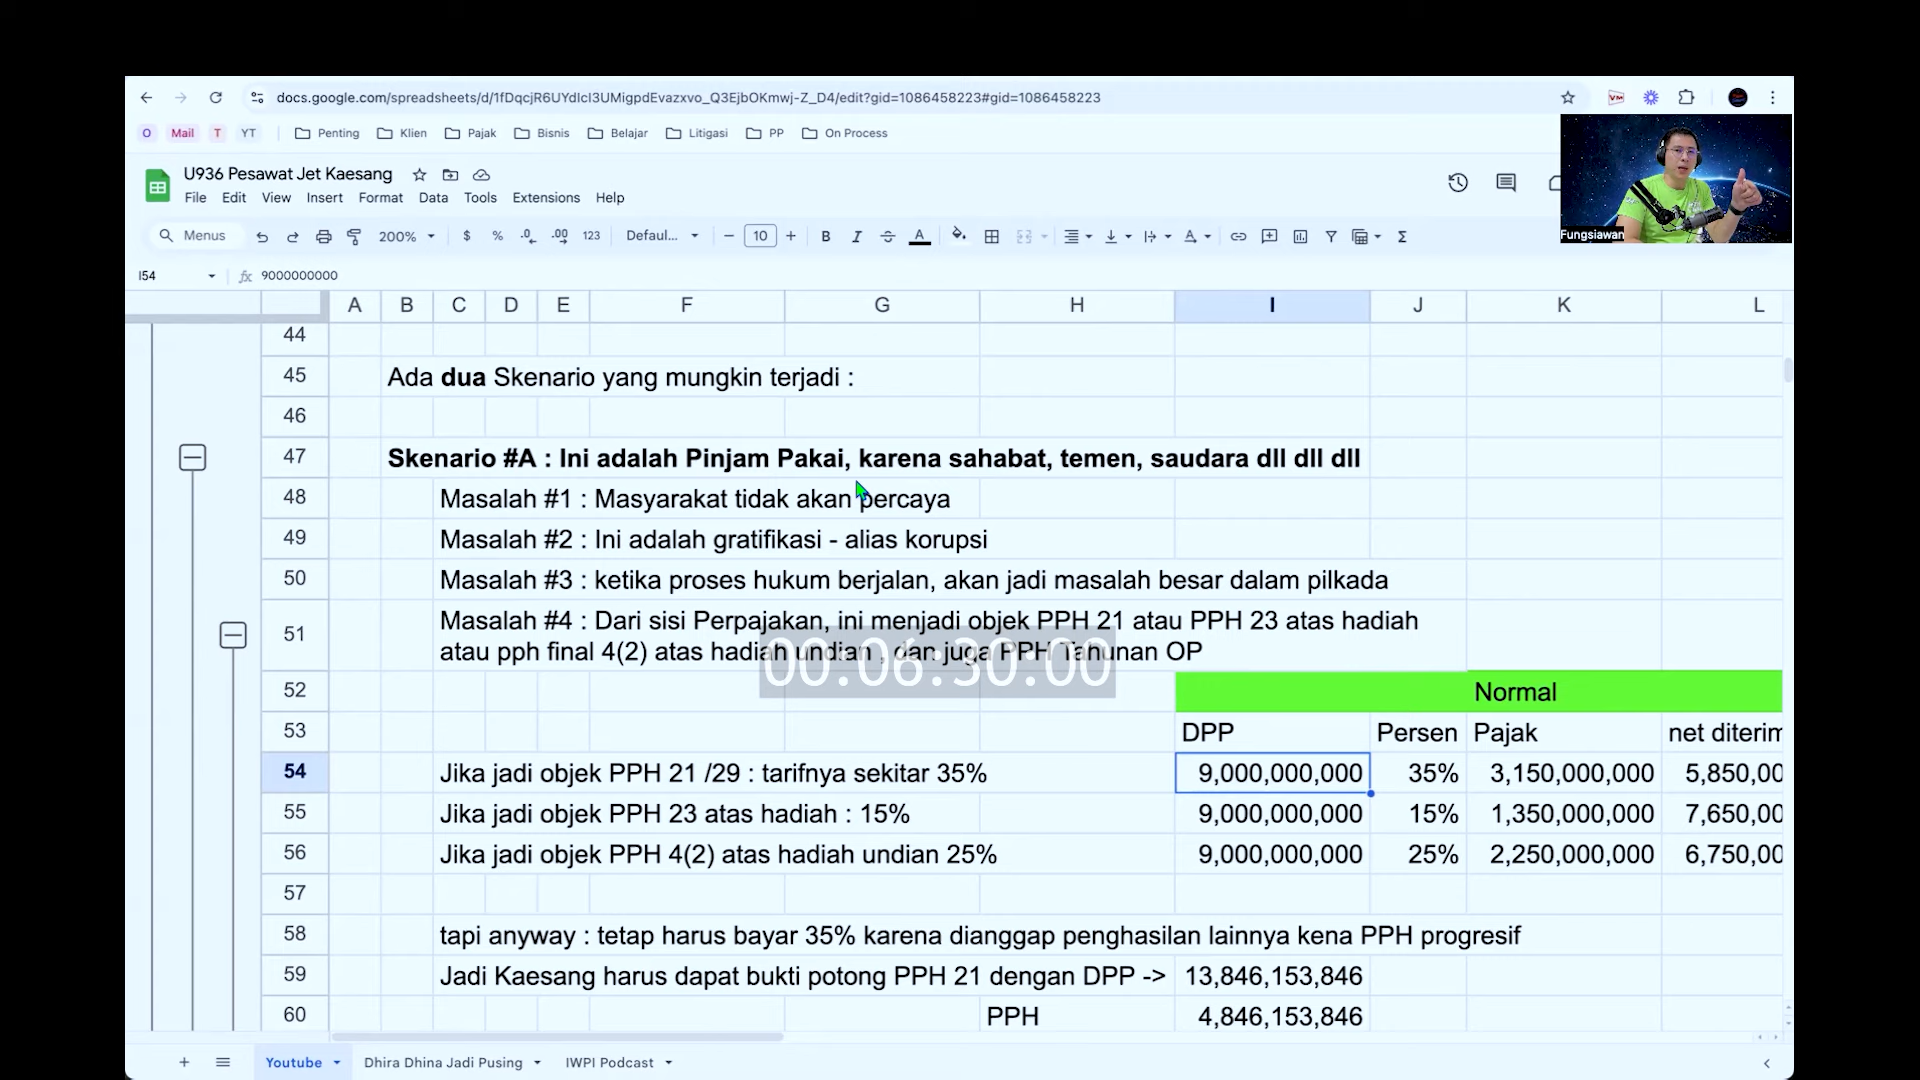 docs.google.com/spreadsheets/d/1fDqcjR6UYdIcI3UMigpdEvazxvo_Q3EjbOKmwj-Z_D4/edit?gid=1086458223#gid=1086458223
O Mail T YT Penting Klien Pajak Bisnis Belajar Litigasi PP On Process
U936 Pesawat Jet Kaesang
File Edit View Insert Format Data Tools Extensions Help
Fungsiawan
Menus 200% $ % .0 .00 123 Defaul... − 10 + B I S A Σ
I54 fx 9000000000
A B C D E F G H I J K L
44
45 Ada dua Skenario yang mungkin terjadi :
46
47 Skenario #A : Ini adalah Pinjam Pakai, karena sahabat, temen, saudara dll dll dll
48 Masalah #1 : Masyarakat tidak akan percaya
49 Masalah #2 : Ini adalah gratifikasi - alias korupsi
50 Masalah #3 : ketika proses hukum berjalan, akan jadi masalah besar dalam pilkada
51 Masalah #4 : Dari sisi Perpajakan, ini menjadi objek PPH 21 atau PPH 23 atas hadiah
atau pph final 4(2) atas hadiah undian , dan juga PPH Tahunan OP
00:06:30:00
52 Normal
53 DPP Persen Pajak net diterim
54 Jika jadi objek PPH 21 /29 : tarifnya sekitar 35% 9,000,000,000 35% 3,150,000,000 5,850,00
55 Jika jadi objek PPH 23 atas hadiah : 15% 9,000,000,000 15% 1,350,000,000 7,650,00
56 Jika jadi objek PPH 4(2) atas hadiah undian 25% 9,000,000,000 25% 2,250,000,000 6,750,00
57
58 tapi anyway : tetap harus bayar 35% karena dianggap penghasilan lainnya kena PPH progresif
59 Jadi Kaesang harus dapat bukti potong PPH 21 dengan DPP -> 13,846,153,846
60 PPH 4,846,153,846
Youtube Dhira Dhina Jadi Pusing IWPI Podcast